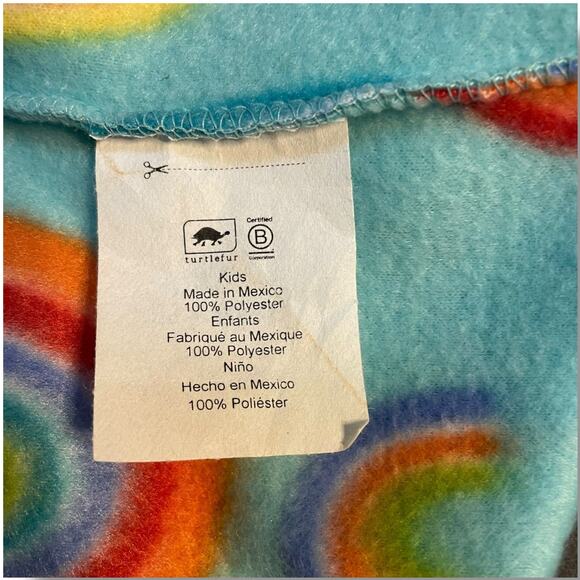 Certified
B
Corporation
turtlefur
Kids
Made in Mexico
100% Polyester
Enfants
Fabriqué au Mexique
100% Polyester
Niño
Hecho en Mexico
100% Poliéster